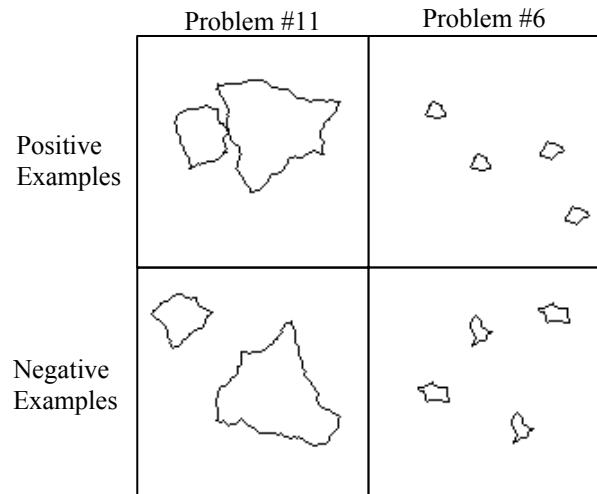 Problem #11
Problem #6
Positive
Examples
Negative
Examples